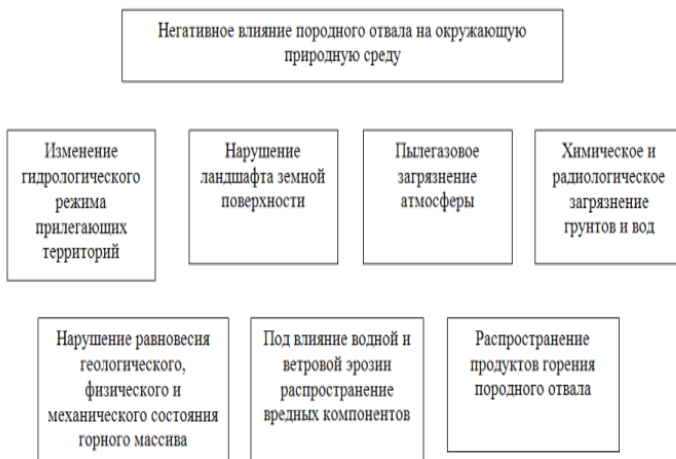 Негативное влияние породного отвала на окружающую
природную среду
Изменение
гидрологического
режима
прилегающих
территорий
Нарушение
ландшафта земной
поверхности
Пылегазовое
загрязнение
атмосферы
Химическое и
радиологическое
загрязнение
грунтов и вод
Нарушение равновесия
геологического,
физического и
механического состояния
горного массива
Под влияние водной и
ветровой эрозии
распространение
вредных компонентов
Распространение
продуктов горения
породного отвала